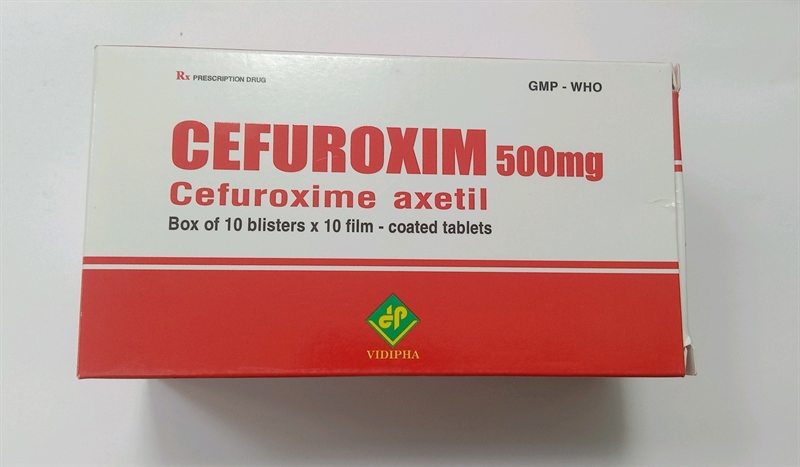 Rx PRESCRIPTION DRUG
GMP - WHO
CEFUROXIM 500mg
Cefuroxime axetil
Box of 10 blisters x 10 film - coated tablets
VIDIPHA